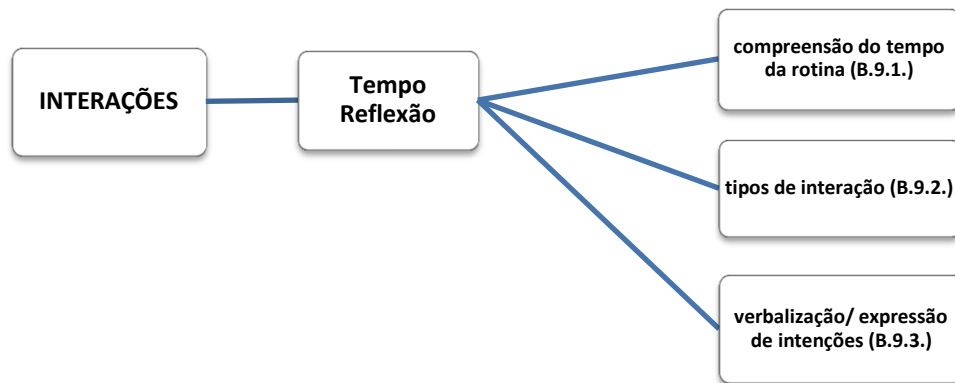 INTERAÇÕES
Tempo
Reflexão
compreensão do tempo
da rotina (B.9.1.)
tipos de interação (B.9.2.)
verbalização/ expressão
de intenções (B.9.3.)